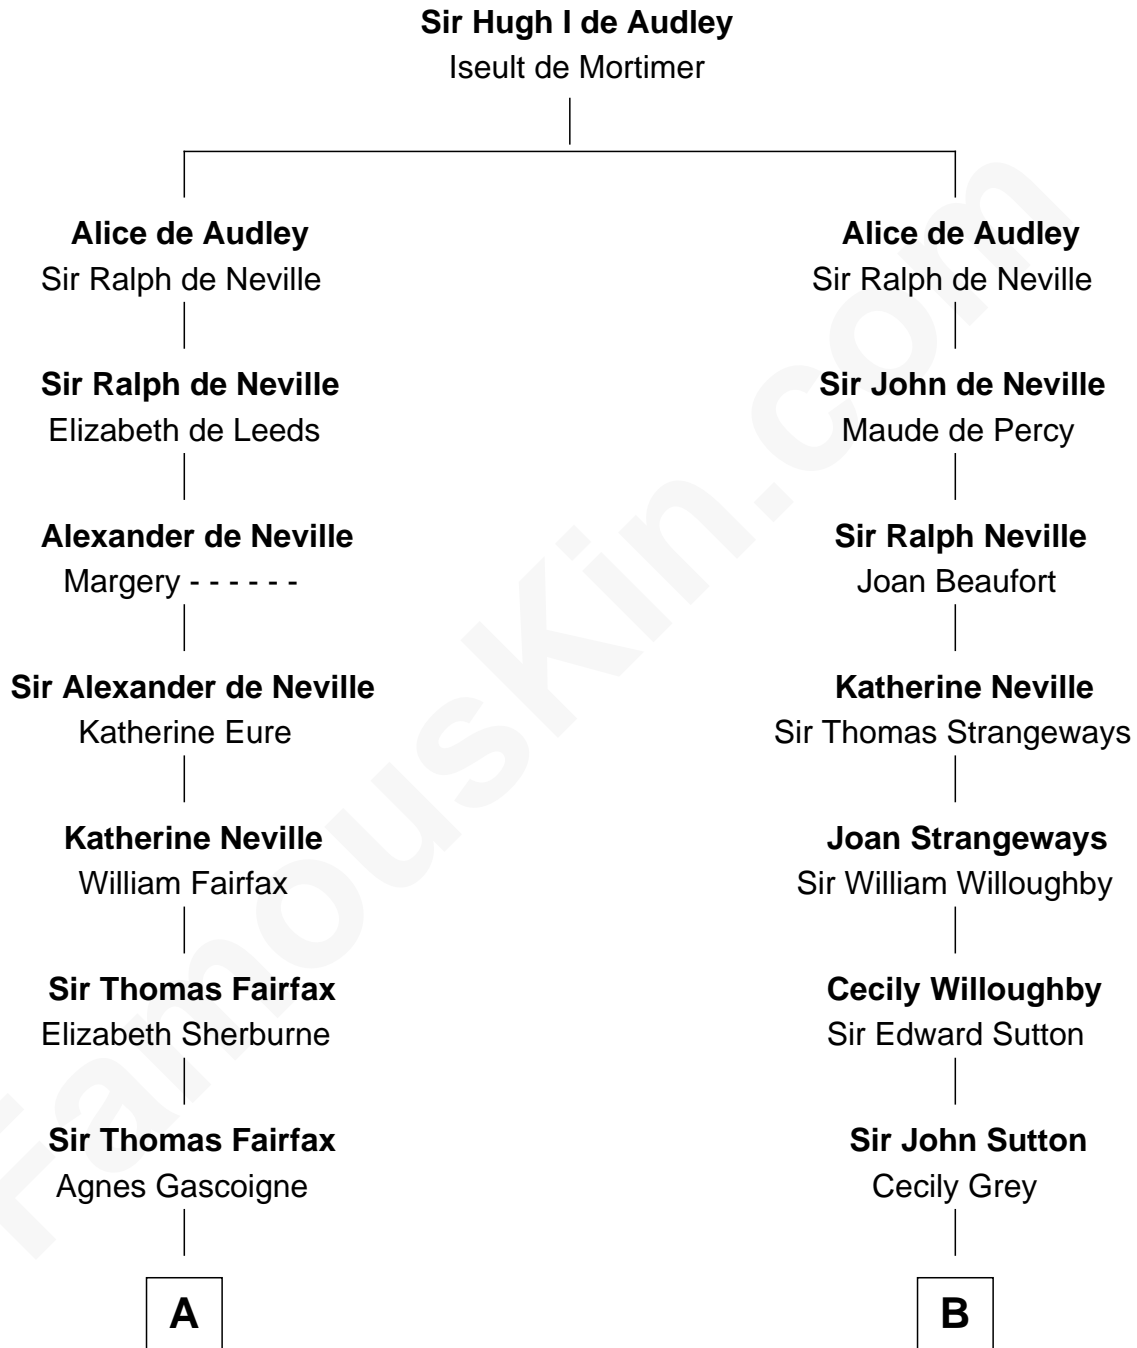 Sir Hugh I de Audley
Iseult de Mortimer
Alice de Audley
Sir Ralph de Neville
Alice de Audley
Sir Ralph de Neville
Sir Ralph de Neville
Elizabeth de Leeds
Sir John de Neville
Maude de Percy
Alexander de Neville
Margery - - - - - -
Sir Ralph Neville
Joan Beaufort
Sir Alexander de Neville
Katherine Eure
Katherine Neville
Sir Thomas Strangeways
Katherine Neville
William Fairfax
Joan Strangeways
Sir William Willoughby
Sir Thomas Fairfax
Elizabeth Sherburne
Cecily Willoughby
Sir Edward Sutton
Sir Thomas Fairfax
Agnes Gascoigne
Sir John Sutton
Cecily Grey
A
B
FamousKin.com